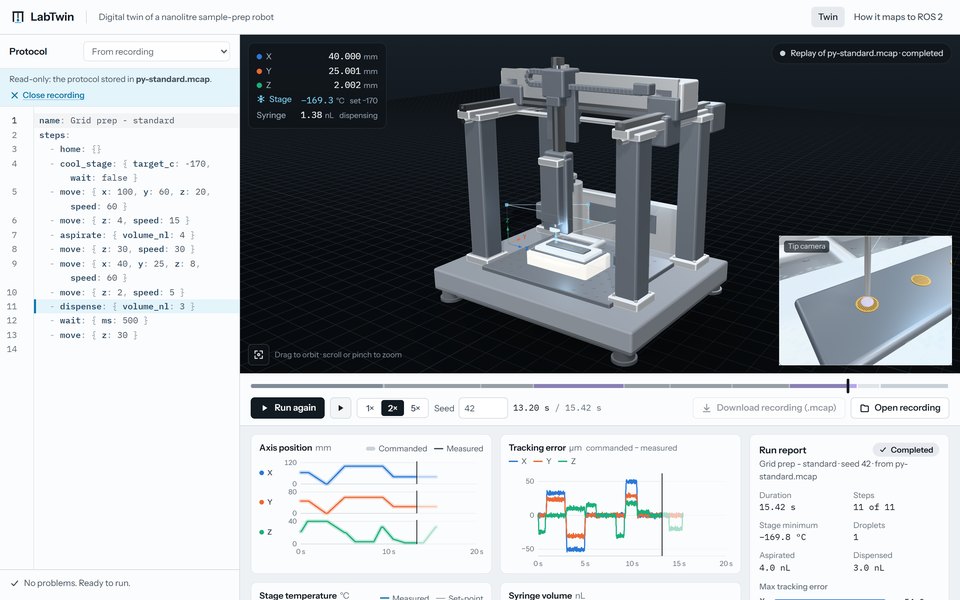 LabTwin
Digital twin of a nanolitre sample-prep robot
Twin
How it maps to ROS 2
Protocol
From recording
Read-only: the protocol stored in py-standard.mcap.
Close recording
1 name: Grid prep - standard
2 steps:
3 - home: {}
4 - cool_stage: { target_c: -170,
wait: false }
5 - move: { x: 100, y: 60, z: 20,
speed: 60 }
6 - move: { z: 4, speed: 15 }
7 - aspirate: { volume_nl: 4 }
8 - move: { z: 30, speed: 30 }
9 - move: { x: 40, y: 25, z: 8,
speed: 60 }
10 - move: { z: 2, speed: 5 }
11 - dispense: { volume_nl: 3 }
12 - wait: { ms: 500 }
13 - move: { z: 30 }
14
No problems. Ready to run.
X 40.000 mm
Y 25.001 mm
Z 2.002 mm
Stage −169.3 °C set −170
Syringe 1.38 nL dispensing
Replay of py-standard.mcap · completed
Tip camera
Drag to orbit · scroll or pinch to zoom
Run again
1×
2×
5×
Seed 42
13.20 s / 15.42 s
Download recording (.mcap)
Open recording
Axis position mm
Commanded
Measured
X
120
0
Y
80
0
Z
40
0
0 s
10 s
20 s
Tracking error µm commanded − measured
X
Y
Z
50
0
−50
0 s
5 s
10 s
15 s
20 s
Run report
Completed
Grid prep - standard · seed 42 · from py-
standard.mcap
Duration
15.42 s
Steps
11 of 11
Stage minimum
−169.8 °C
Droplets
1
Aspirated
4.0 nL
Dispensed
3.0 nL
Max tracking error
Stage temperature °C
Measured
Set-point
Syringe volume nL